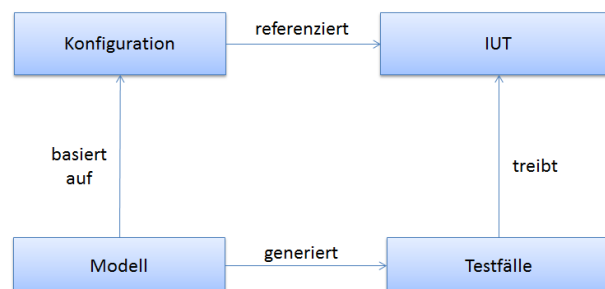 Konfiguration
referenziert
IUT
basiert
auf
treibt
Modell
generiert
Testfälle